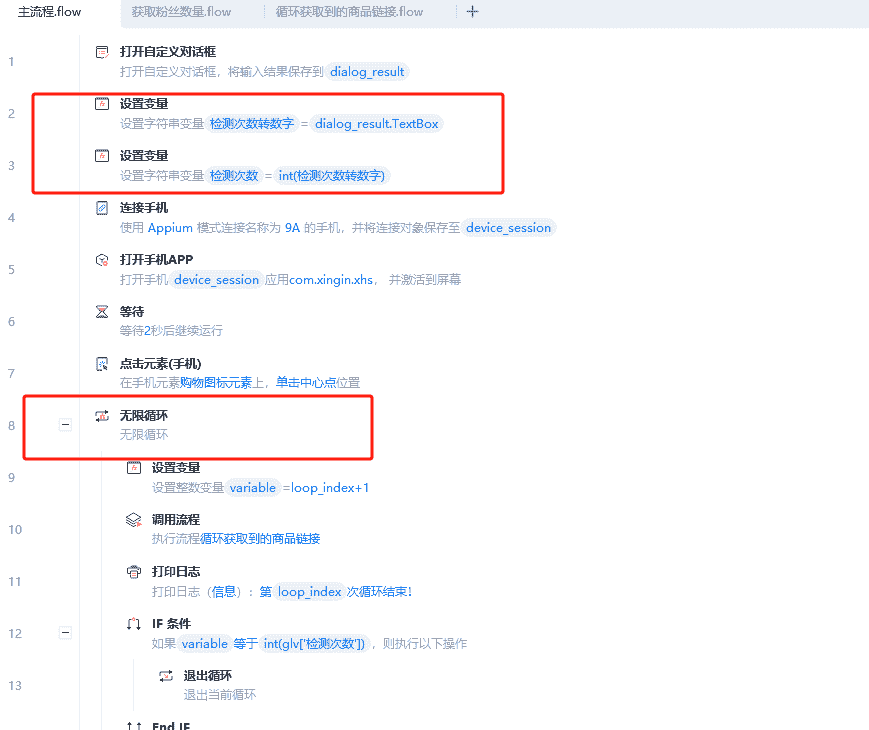 主流程.flow 获取粉丝数量.flow 循环获取到的商品链接.flow +
1 打开自定义对话框
打开自定义对话框，将输入结果保存到 dialog_result
2 设置变量
设置字符串变量 检测次数转数字 = dialog_result.TextBox
3 设置变量
设置字符串变量 检测次数 = int(检测次数转数字)
4 连接手机
使用 Appium 模式连接名称为 9A 的手机，并将连接对象保存至 device_session
5 打开手机APP
打开手机 device_session 应用com.xingin.xhs， 并激活到屏幕
6 等待
等待2秒后继续运行
7 点击元素(手机)
在手机元素购物图标元素上，单击中心点位置
8 无限循环
无限循环
9 设置变量
设置整数变量 variable =loop_index+1
10 调用流程
执行流程循环获取到的商品链接
11 打印日志
打印日志（信息）：第 loop_index 次循环结束!
12 IF 条件
如果 variable 等于 int(glv['检测次数']) ，则执行以下操作
13 退出循环
退出当前循环
End IF